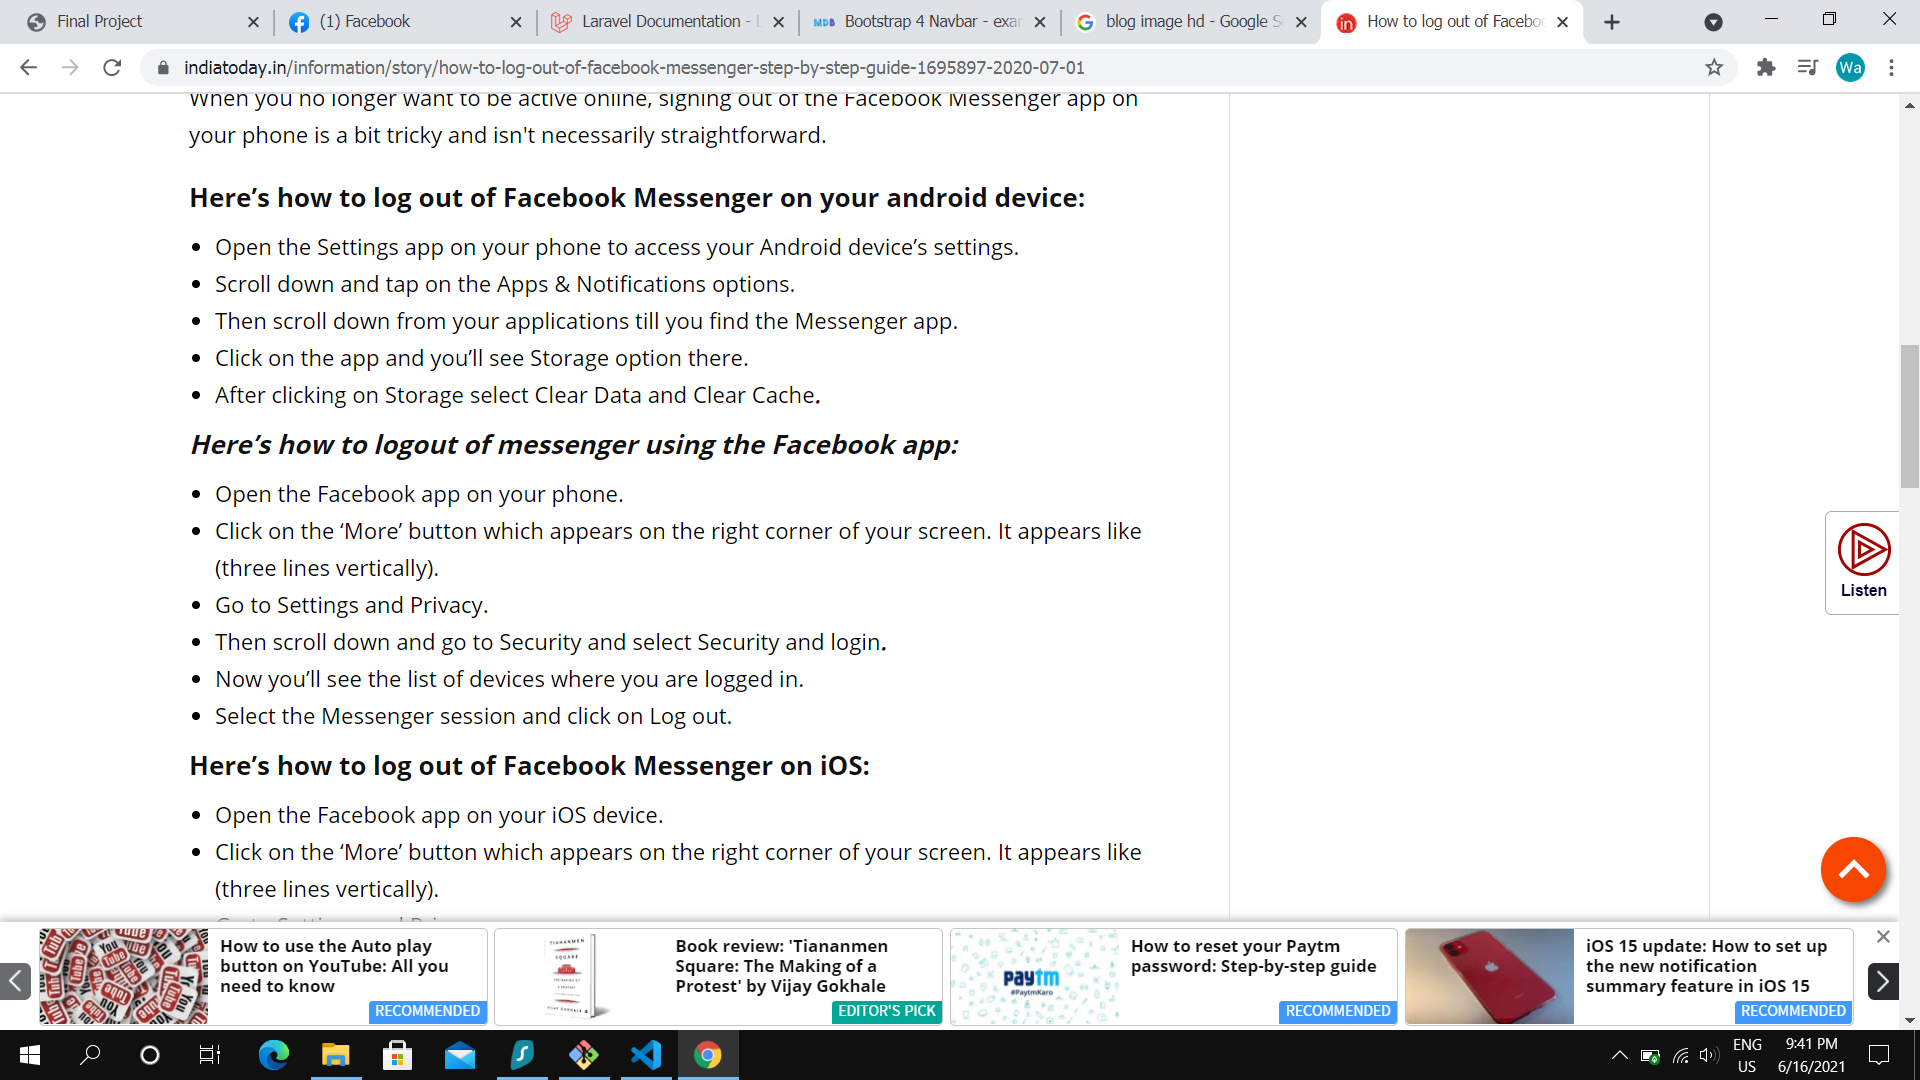 Final Project
(1) Facebook
Laravel Documentation - L
MDB Bootstrap 4 Navbar - exam
blog image hd - Google Se
How to log out of Faceboo
indiatoday.in/information/story/how-to-log-out-of-facebook-messenger-step-by-step-guide-1695897-2020-07-01
Wa
When you no longer want to be active online, signing out of the Facebook Messenger app on
your phone is a bit tricky and isn't necessarily straightforward.
Here’s how to log out of Facebook Messenger on your android device:
Open the Settings app on your phone to access your Android device’s settings.
Scroll down and tap on the Apps & Notifications options.
Then scroll down from your applications till you find the Messenger app.
Click on the app and you’ll see Storage option there.
After clicking on Storage select Clear Data and Clear Cache.
Here’s how to logout of messenger using the Facebook app:
Open the Facebook app on your phone.
Click on the ‘More’ button which appears on the right corner of your screen. It appears like
(three lines vertically).
Go to Settings and Privacy.
Then scroll down and go to Security and select Security and login.
Now you’ll see the list of devices where you are logged in.
Select the Messenger session and click on Log out.
Listen
Here’s how to log out of Facebook Messenger on iOS:
Open the Facebook app on your iOS device.
Click on the ‘More’ button which appears on the right corner of your screen. It appears like
(three lines vertically).
How to use the Auto play
button on YouTube: All you
need to know
RECOMMENDED
TIANANMEN
SQUARE
Book review: 'Tiananmen
Square: The Making of a
Protest' by Vijay Gokhale
EDITOR'S PICK
paytm
#PaytmKaro
How to reset your Paytm
password: Step-by-step guide
RECOMMENDED
iOS 15 update: How to set up
the new notification
summary feature in iOS 15
RECOMMENDED
ENG
US
9:41 PM
6/16/2021